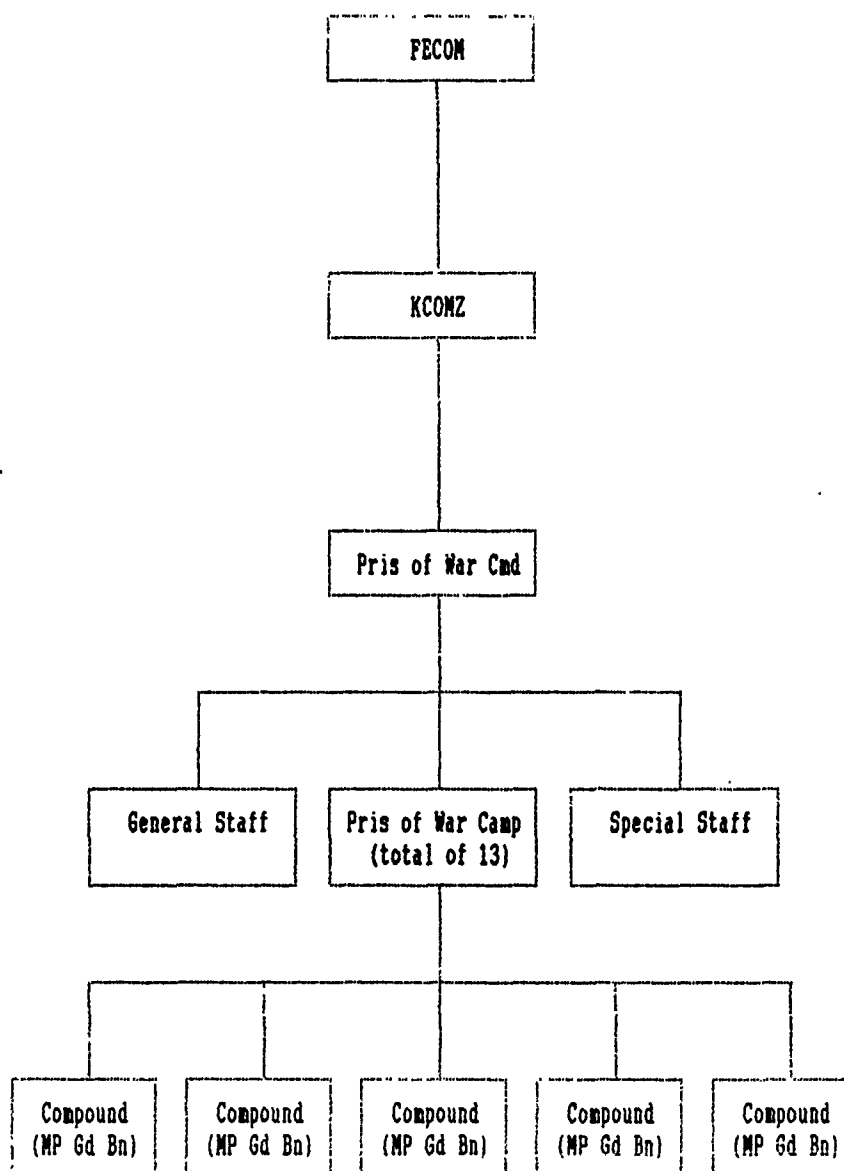 FECOM
KCOMZ
Pris of War Cmd
General Staff
Pris of War Camp
(total of 13)
Special Staff
Compound
(MP Gd Bn)
Compound
(MP Gd Bn)
Compound
(MP Gd Bn)
Compound
(MP Gd Bn)
Compound
(MP Gd Bn)